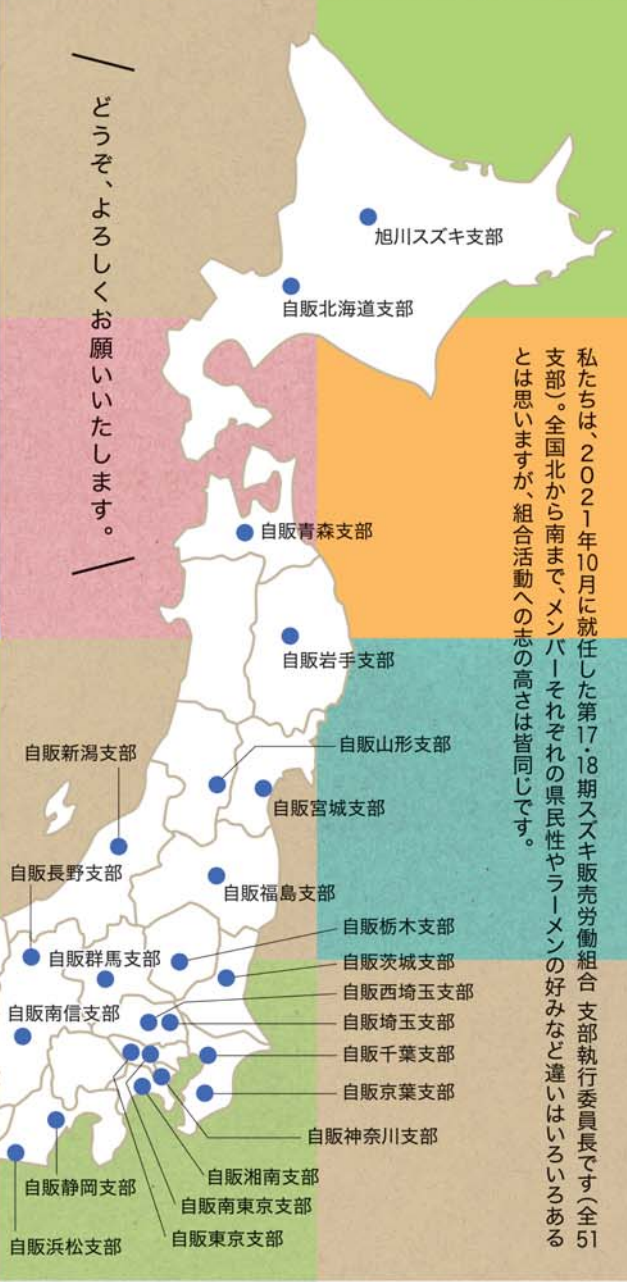 私たちは、2021年10月に就任した第17・18期スズキ販売労働組合 支部執行委員長です（全51
支部）。全国北から南まで、メンバーそれぞれの県民性やラーメンの好みなど違いはいろいろある
とは思いますが、組合活動への志の高さは皆同じです。
どうぞ、よろしくお願いいたします。
旭川スズキ支部
自販北海道支部
自販青森支部
自販岩手支部
自販山形支部
自販新潟支部
自販宮城支部
自販長野支部
自販福島支部
自販栃木支部
自販群馬支部
自販茨城支部
自販西埼玉支部
自販南信支部
自販埼玉支部
自販千葉支部
自販京葉支部
自販神奈川支部
自販湘南支部
自販静岡支部
自販南東京支部
自販東京支部
自販浜松支部